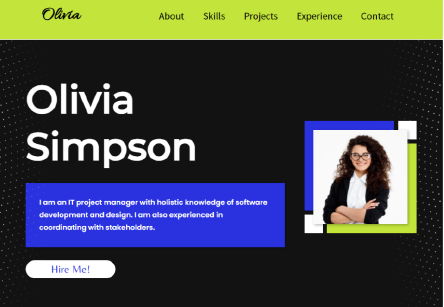 Olivia
About Skills Projects Experience Contact
Olivia
Simpson
I am an IT project manager with holistic knowledge of software
development and design. I am also experienced in
coordinating with stakeholders.
Hire Me!